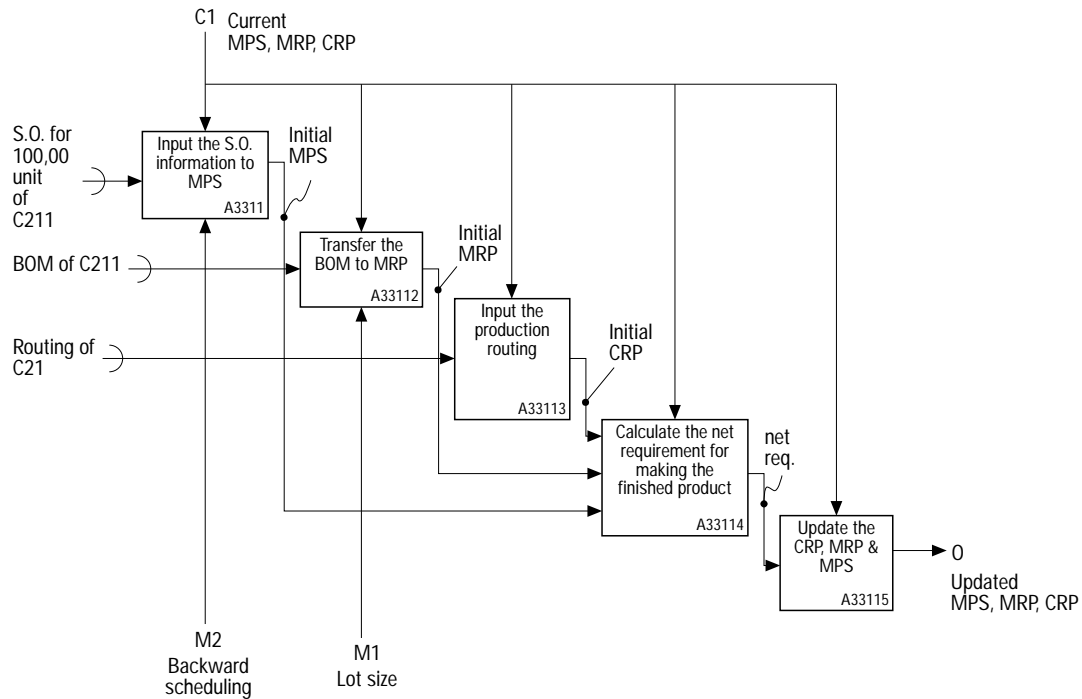 C1
Current
MPS, MRP, CRP
S.O. for
100,00
unit
of
C211
Input the S.O.
information to
MPS
A3311
Initial
MPS
BOM of C211
Transfer the
BOM to MRP
A33112
Initial
MRP
Routing of
C21
Input the
production
routing
A33113
Initial
CRP
Calculate the net
requirement for
making the
finished product
A33114
net
req.
Update the
CRP, MRP &
MPS
A33115
O
Updated
MPS, MRP, CRP
M2
Backward
scheduling
M1
Lot size